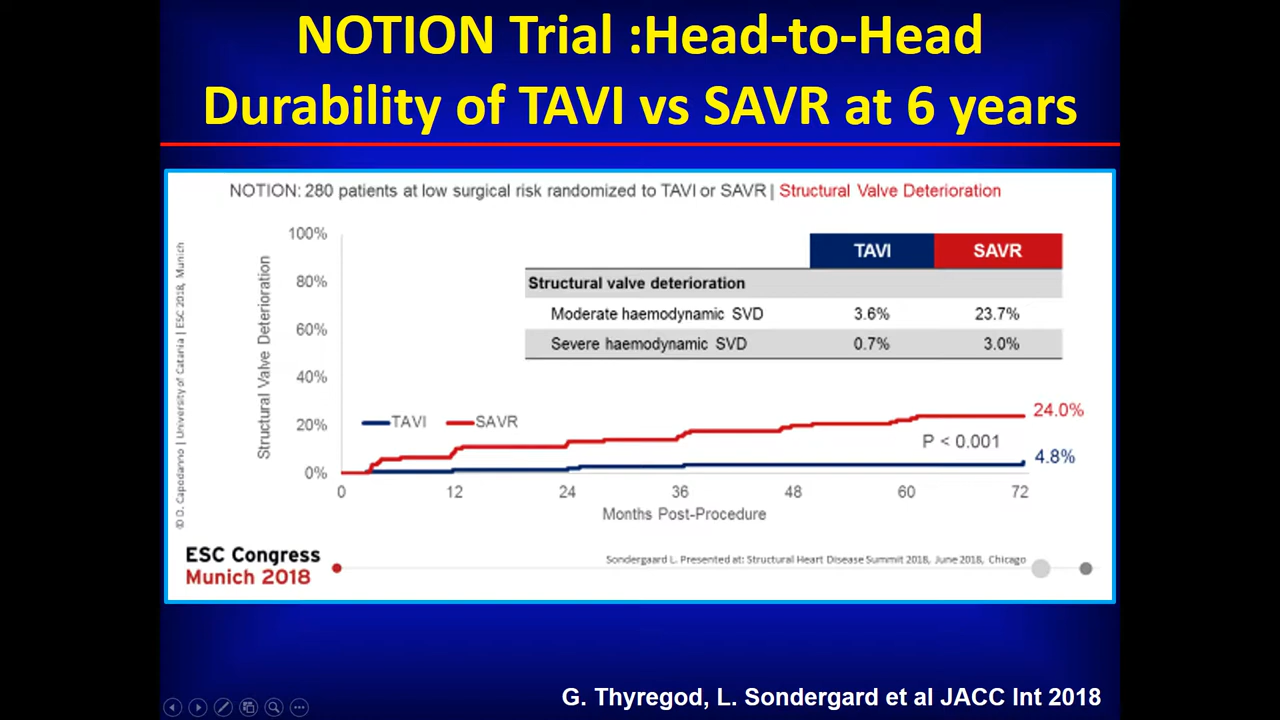 NOTION Trial :Head-to-Head
Durability of TAVI vs SAVR at 6 years
NOTION: 280 patients at low surgical risk randomized to TAVI or SAVR | Structural Valve Deterioration
© D. Capodanno | University of Catania | ESC 2018, Munich
Structural Valve Deterioration
100%
80%
60%
40%
20%
0%
TAVI SAVR
Structural valve deterioration
Moderate haemodynamic SVD 3.6% 23.7%
Severe haemodynamic SVD 0.7% 3.0%
TAVI SAVR
24.0%
P < 0.001
4.8%
0 12 24 36 48 60 72
Months Post-Procedure
ESC Congress
Munich 2018
Sondergaard L. Presented at: Structural Heart Disease Summit 2018, June 2018, Chicago
G. Thyregod, L. Sondergard et al JACC Int 2018